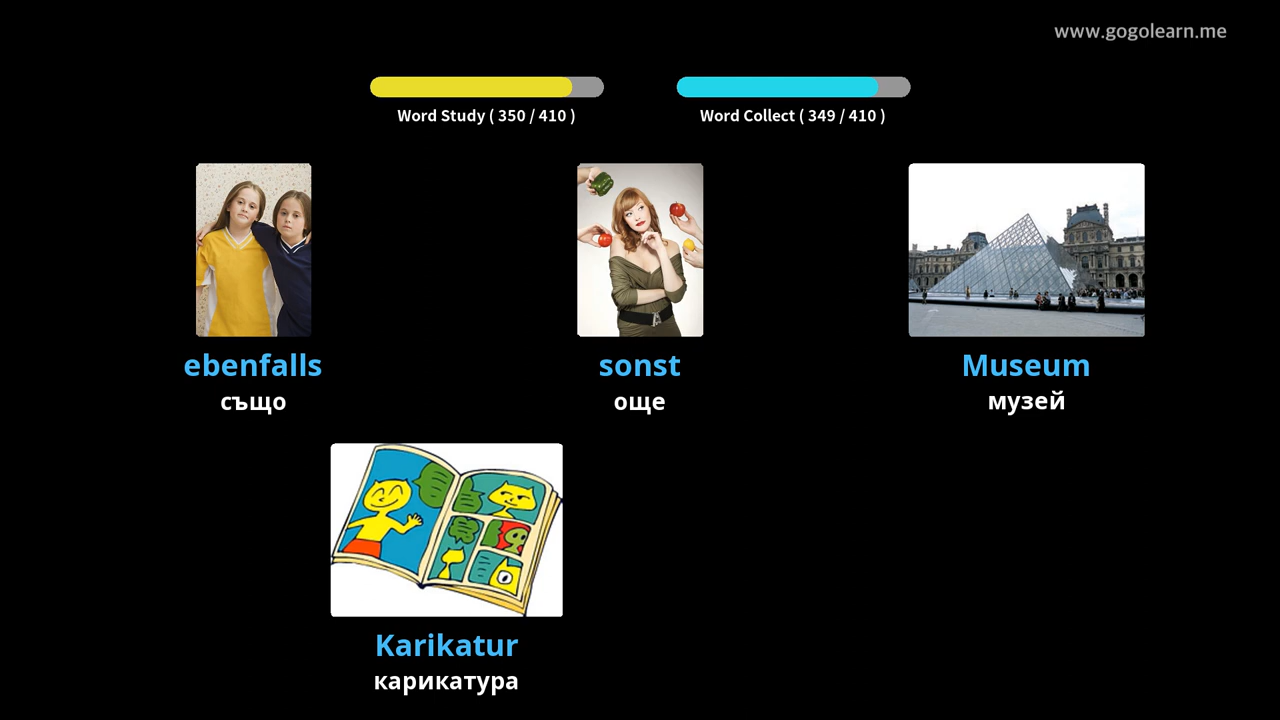 www.gogolearn.me
Word Study ( 350 / 410 )
Word Collect ( 349 / 410 )
ebenfalls
също
sonst
още
Museum
музей
Karikatur
карикатура